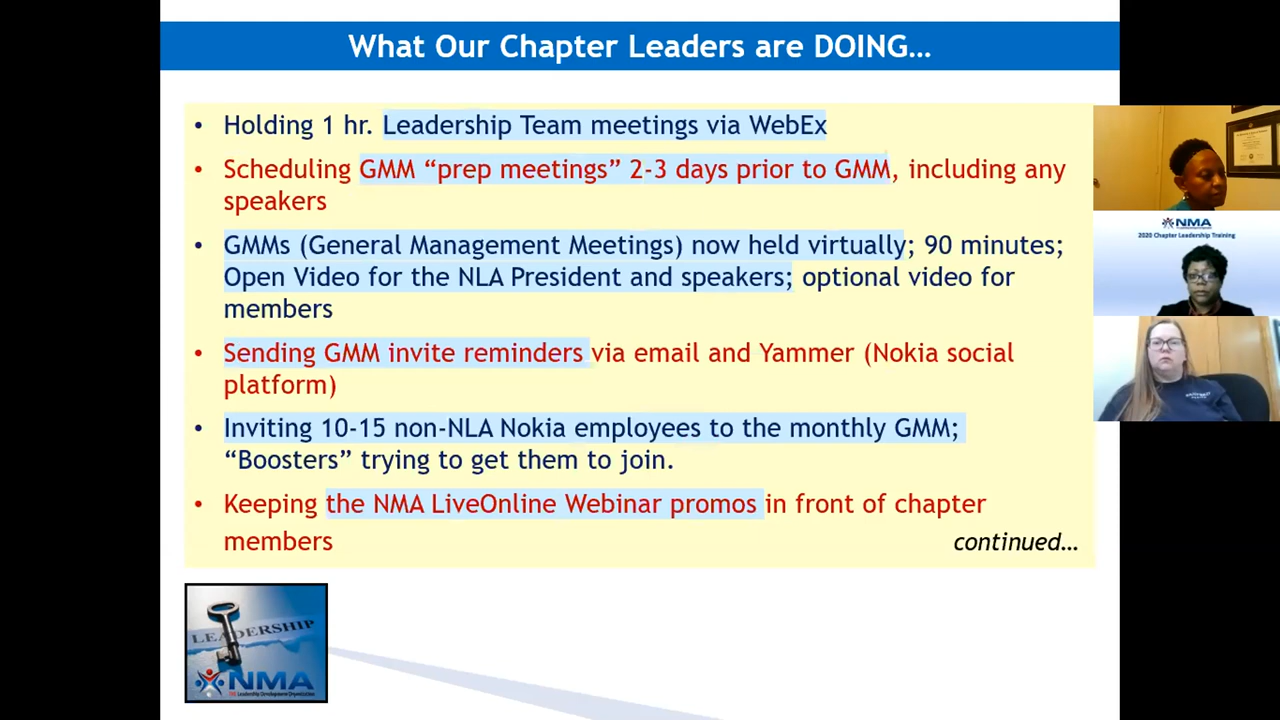 What Our Chapter Leaders are DOING…
• Holding 1 hr. Leadership Team meetings via WebEx
• Scheduling GMM “prep meetings” 2-3 days prior to GMM, including any
speakers
• GMMs (General Management Meetings) now held virtually; 90 minutes;
Open Video for the NLA President and speakers; optional video for
members
• Sending GMM invite reminders via email and Yammer (Nokia social
platform)
• Inviting 10-15 non-NLA Nokia employees to the monthly GMM;
“Boosters” trying to get them to join.
• Keeping the NMA LiveOnline Webinar promos in front of chapter
members
continued…
NMA
2020 Chapter Leadership Training
LEADERSHIP
NMA
THE Leadership Development Organization